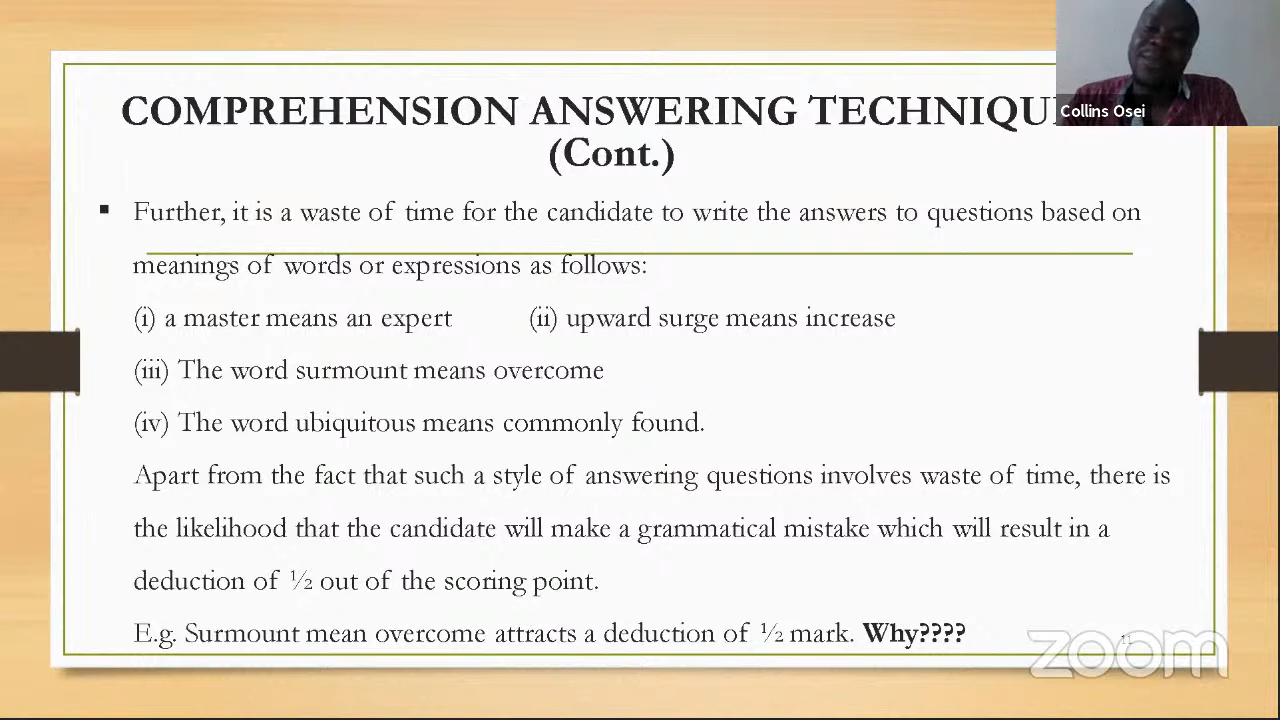 COMPREHENSION ANSWERING TECHNIQU
(Cont.)
Collins Osei
▪ Further, it is a waste of time for the candidate to write the answers to questions based on
meanings of words or expressions as follows:
(i) a master means an expert (ii) upward surge means increase
(iii) The word surmount means overcome
(iv) The word ubiquitous means commonly found.
Apart from the fact that such a style of answering questions involves waste of time, there is
the likelihood that the candidate will make a grammatical mistake which will result in a
deduction of ½ out of the scoring point.
E.g. Surmount mean overcome attracts a deduction of ½ mark. Why????
11
zoom